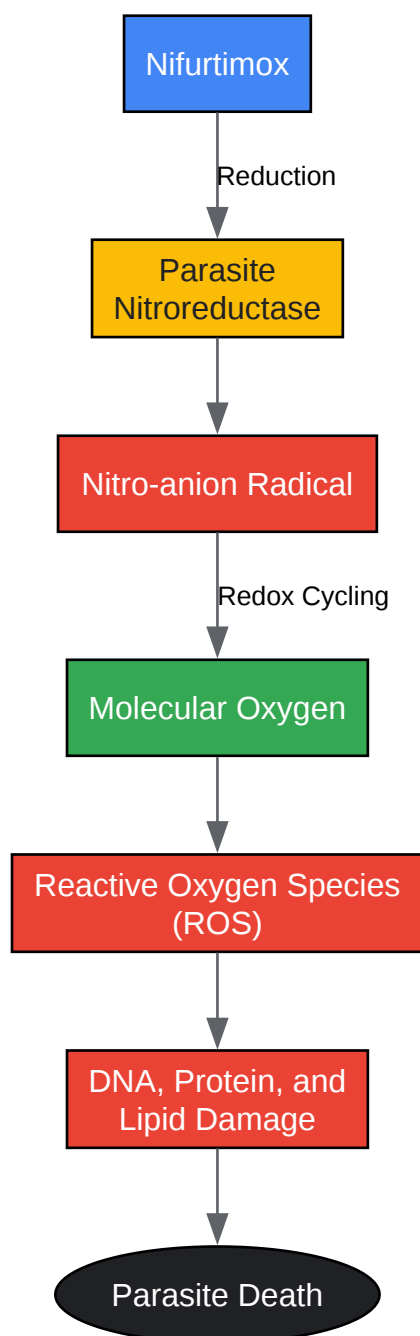 Nifurtimox
Reduction
Parasite
Nitroreductase
Nitro-anion Radical
Redox Cycling
Molecular Oxygen
Reactive Oxygen Species
(ROS)
DNA, Protein, and
Lipid Damage
Parasite Death